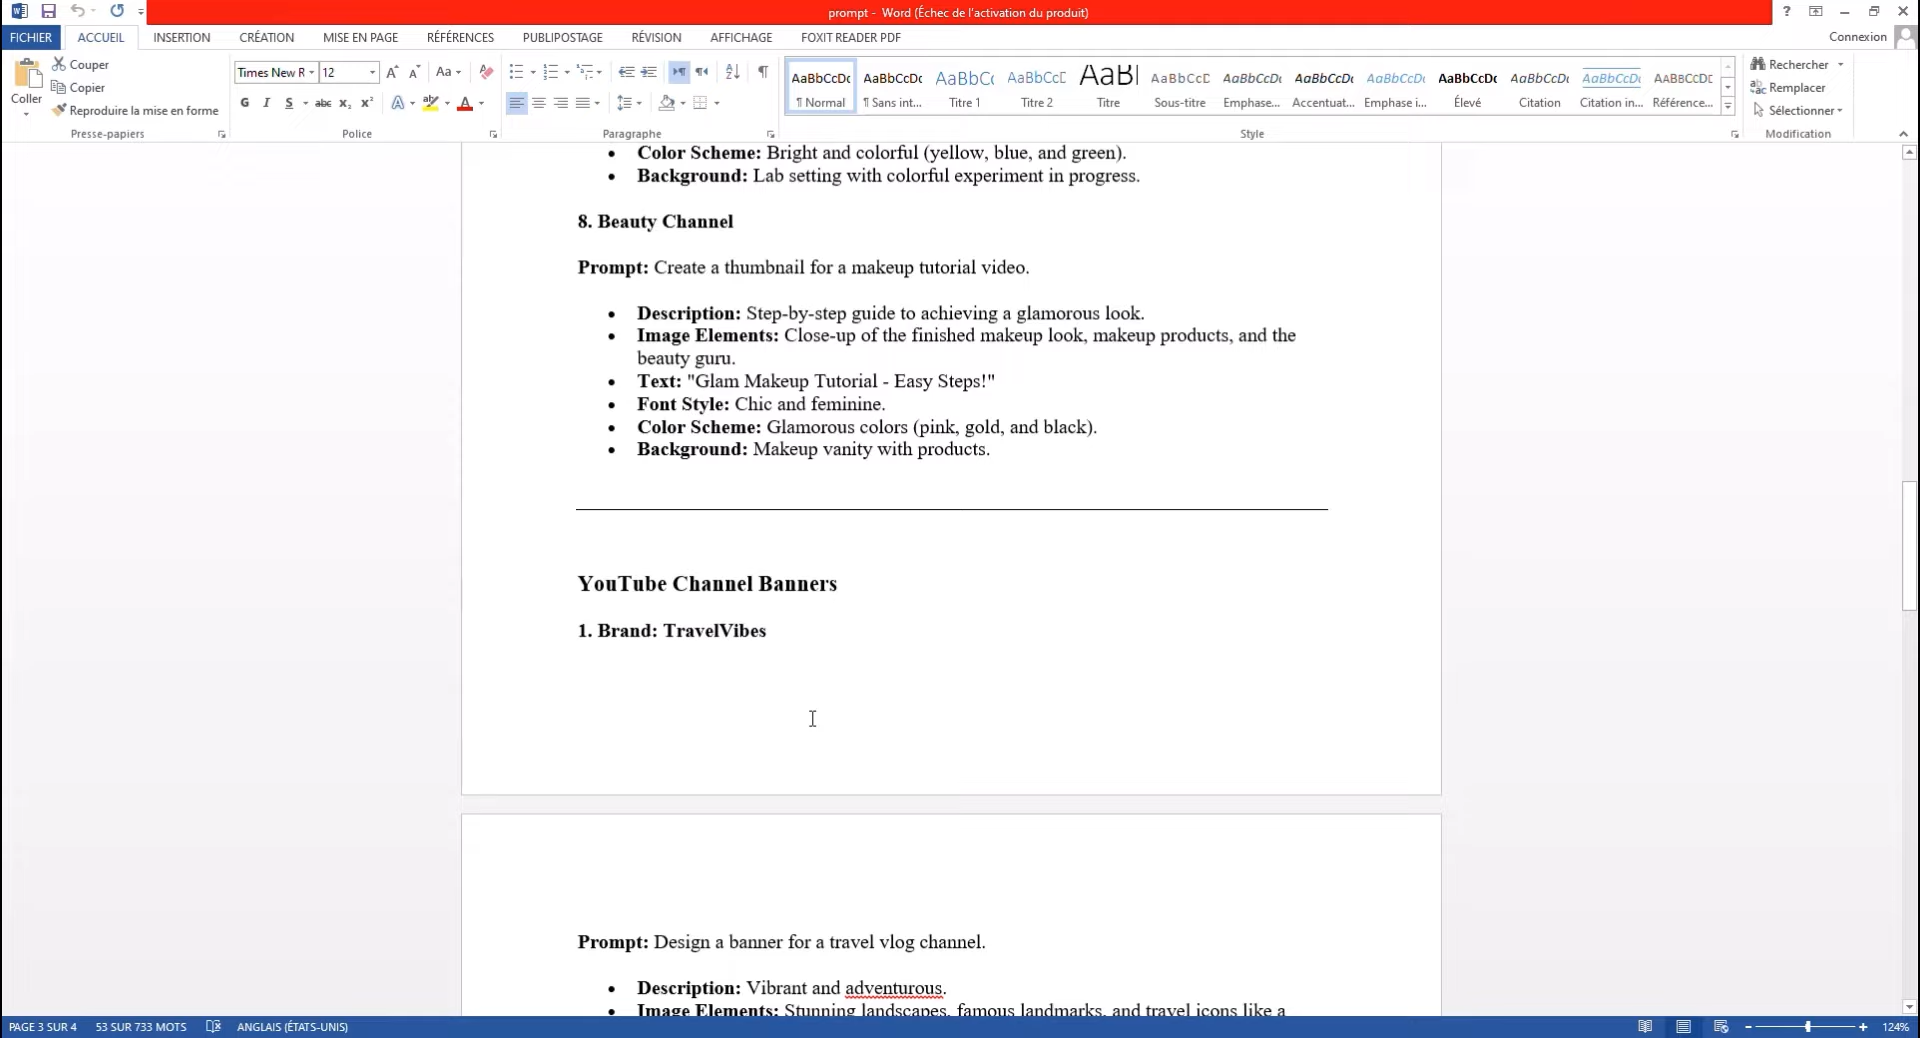 prompt - Word (Échec de l'activation du produit)
?
FICHIER ACCUEIL INSERTION CRÉATION MISE EN PAGE RÉFÉRENCES PUBLIPOSTAGE RÉVISION AFFICHAGE FOXIT READER PDF Connexion
Coller
Couper
Copier
Reproduire la mise en forme
Presse-papiers
Times New R 12 Aa
G I S abc x₂ x² A A
Police
Paragraphe
AaBbCcDc AaBbCcDc AaBbCc AaBbCcC AaBl AaBbCcC AaBbCcDc AaBbCcDc AaBbCcDc AaBbCcDc AaBbCcDc AaBbCcDc AABBCCDC
¶ Normal ¶ Sans int... Titre 1 Titre 2 Titre Sous-titre Emphase... Accentuat... Emphase i... Élevé Citation Citation in... Référence...
Style
Rechercher
Remplacer
Sélectionner
Modification
• Color Scheme: Bright and colorful (yellow, blue, and green).
• Background: Lab setting with colorful experiment in progress.
8. Beauty Channel
Prompt: Create a thumbnail for a makeup tutorial video.
• Description: Step-by-step guide to achieving a glamorous look.
• Image Elements: Close-up of the finished makeup look, makeup products, and the
beauty guru.
• Text: "Glam Makeup Tutorial - Easy Steps!"
• Font Style: Chic and feminine.
• Color Scheme: Glamorous colors (pink, gold, and black).
• Background: Makeup vanity with products.
YouTube Channel Banners
1. Brand: TravelVibes
Prompt: Design a banner for a travel vlog channel.
• Description: Vibrant and adventurous.
• Image Elements: Stunning landscapes, famous landmarks, and travel icons like a
PAGE 3 SUR 4 53 SUR 733 MOTS ANGLAIS (ÉTATS-UNIS) 124%